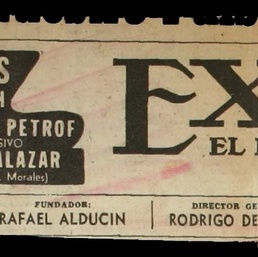 S
H
PETROF
SIVO
ALAZAR
. Morales)
EX
EL
FUNDADOR:
RAFAEL ALDUCIN
DIRECTOR GE
RODRIGO DE